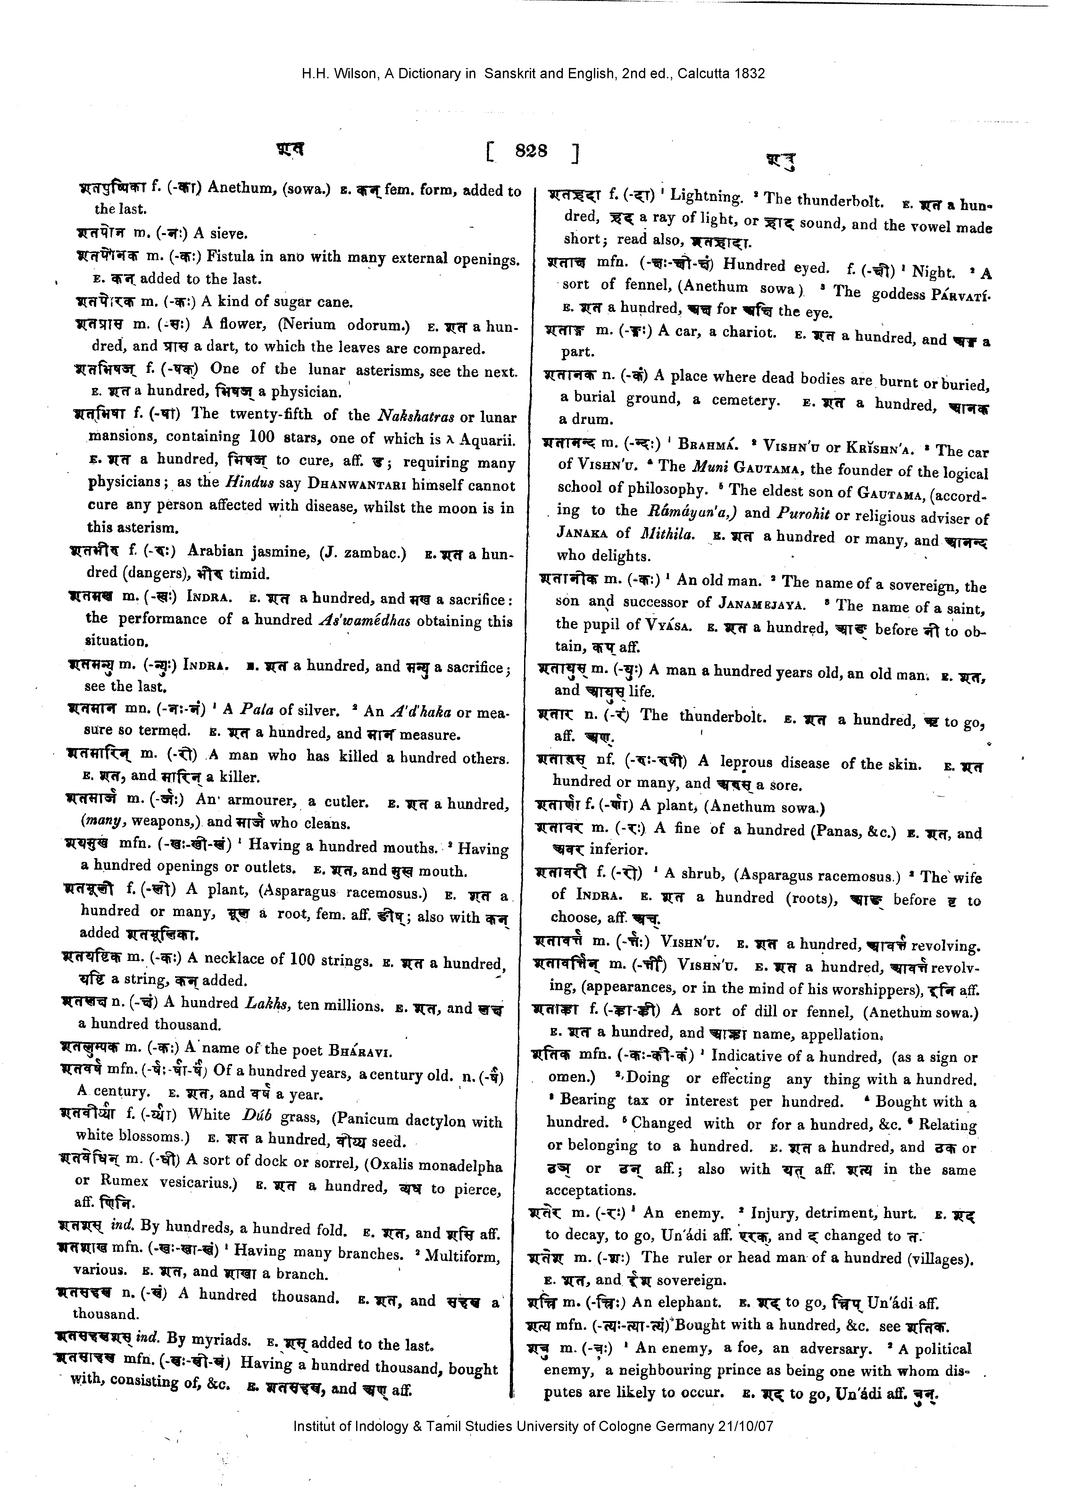 H.H. Wilson, A Dictionary in Sanskrit and English, 2nd ed., Calcutta 1832
शत [ 828 ] शत्रु
शतपुष्पिका f. (-का) Anethum, (sowa.) E. कन् fem. form, added to
the last.
शतपोन m. (-नः) A sieve.
शतपोनक m. (-कः) Fistula in ano with many external openings.
E. कन् added to the last.
शतपोरक m. (-कः) A kind of sugar cane.
शतप्रास m. (-सः) A flower, (Nerium odorum.) E. शत a hun-
dred, and प्रास a dart, to which the leaves are compared.
शतभिषज् f. (-षक्) One of the lunar asterisms, see the next.
E. शत a hundred, भिषज् a physician.
शतभिषा f. (-षा) The twenty-fifth of the Nakshatras or lunar
mansions, containing 100 stars, one of which is λ Aquarii.
E. शत a hundred, भिषज् to cure, aff. ड; requiring many
physicians; as the Hindus say DHANWANTARI himself cannot
cure any person affected with disease, whilst the moon is in
this asterism.
शतभीरु f. (-रुः) Arabian jasmine, (J. zambac.) E. शत a hun-
dred (dangers), भीरु timid.
शतमख m. (-खः) INDRA. E. शत a hundred, and मख a sacrifice:
the performance of a hundred As'wamédhas obtaining this
situation.
शतमन्यु m. (-न्युः) INDRA. E. शत a hundred, and मन्यु a sacrifice;
see the last.
शतमान mn. (-नः-नं) ¹ A Pala of silver. ² An A'd'haka or mea-
sure so termed. E. शत a hundred, and मान measure.
शतमारिन् m. (-री) A man who has killed a hundred others.
E. शत, and मारिन् a killer.
शतमार्ज m. (-र्जः) An armourer, a cutler. E. शत a hundred,
(many, weapons,) and मार्ज who cleans.
शयमुख mfn. (-खः-खी-खं) ¹ Having a hundred mouths. ² Having
a hundred openings or outlets. E. शत, and मुख mouth.
शतमूली f. (-ली) A plant, (Asparagus racemosus.) E. शत a
hundred or many, मूल a root, fem. aff. ङीष्; also with कन्
added शतमूलिका.
शतयष्टिक m. (-कः) A necklace of 100 strings. E. शत a hundred,
यष्टि a string, कन् added.
शतलक्ष n. (-क्षं) A hundred Lakhs, ten millions. E. शत, and लक्ष
a hundred thousand.
शतलुम्पक m. (-कः) A name of the poet BHÁRAVI.
शतवर्ष mfn. (-र्षः-र्षा-र्षं) Of a hundred years, a century old. n. (-र्षं)
A century. E. शत, and वर्ष a year.
शतवीर्य्या f. (-र्य्या) White Dúb grass, (Panicum dactylon with
white blossoms.) E. शत a hundred, वीर्य्य seed.
शतवेधिन् m. (-धी) A sort of dock or sorrel, (Oxalis monadelpha
or Rumex vesicarius.) E. शत a hundred, व्यध to pierce,
aff. णिनि.
शतशस् ind. By hundreds, a hundred fold. E. शत, and शसि aff.
शतशाख mfn. (-खः-खा-खं) ¹ Having many branches. ² Multiform,
various. E. शत, and शाखा a branch.
शतसहस्र n. (-स्रं) A hundred thousand. E. शत, and सहस्र a
thousand.
शतसहस्रशस् ind. By myriads. E. शस् added to the last.
शतसाहस्र mfn. (-स्रः-स्री-स्रं) Having a hundred thousand, bought
with, consisting of, &c. E. शतसहस्र, and अण् aff.
शतह्रदा f. (-दा) ¹ Lightning. ² The thunderbolt. E. शत a hun-
dred, ह्रद a ray of light, or ह्राद sound, and the vowel made
short; read also, शतह्रादा.
शताक्ष mfn. (-क्षः-क्षी-क्षं) Hundred eyed. f. (-क्षी) ¹ Night. ² A
sort of fennel, (Anethum sowa) ³ The goddess PÁRVATÍ.
E. शत a hundred, अक्ष for अक्षि the eye.
शताङ्ग m. (-ङ्गः) A car, a chariot. E. शत a hundred, and अङ्ग a
part.
शतानक n. (-कं) A place where dead bodies are burnt or buried,
a burial ground, a cemetery. E. शत a hundred, आनक
a drum.
शतानन्द m. (-न्दः) ¹ BRAHMÁ. ² VISHN'U or KRǏSHN'A. ³ The car
of VISHN'U. ⁴ The Muni GAUTAMA, the founder of the logical
school of philosophy. ⁵ The eldest son of GAUTAMA, (accord-
ing to the Rámáyun'a,) and Purohit or religious adviser of
JANAKA of Mithila. E. शत a hundred or many, and आनन्द
who delights.
शतानीक m. (-कः) ¹ An old man. ² The name of a sovereign, the
son and successor of JANAMEJAYA. ³ The name of a saint,
the pupil of VYÁSA. E. शत a hundred, आङ् before नी to ob-
tain, कप् aff.
शतायुस् m. (-युः) A man a hundred years old, an old man. E. शत,
and आयुस् life.
शतार n. (-रं) The thunderbolt. E. शत a hundred, ऋ to go,
aff. अण्.
शतारुस् nf. (-रुः-रुषी) A leprous disease of the skin. E. शत
hundred or many, and अरुस् a sore.
शतार्णा f. (-र्णा) A plant, (Anethum sowa.)
शतावर m. (-रः) A fine of a hundred (Panas, &c.) E. शत, and
अवर inferior.
शतावरी f. (-री) ¹ A shrub, (Asparagus racemosus.) ² The wife
of INDRA. E. शत a hundred (roots), आङ् before वृ to
choose, aff. अच्.
शतावर्त्त m. (-र्त्तः) VISHN'U. E. शत a hundred, आवर्त्त revolving.
शतावर्त्तिन् m. (-र्त्ती) VISHN'U. E. शत a hundred, आवर्त्त revolv-
ing, (appearances, or in the mind of his worshippers), इनि aff.
शताह्वा f. (-ह्वा-ह्वी) A sort of dill or fennel, (Anethum sowa.)
E. शत a hundred, and आह्वा name, appellation.
शतिक mfn. (-कः-की-कं) ¹ Indicative of a hundred, (as a sign or
omen.) ² Doing or effecting any thing with a hundred.
³ Bearing tax or interest per hundred. ⁴ Bought with a
hundred. ⁵ Changed with or for a hundred, &c. ⁶ Relating
or belonging to a hundred. E. शत a hundred, and ठक or
ठञ् or ठन् aff.; also with यत् aff. शत्य in the same
acceptations.
शतेर m. (-रः) ¹ An enemy. ² Injury, detriment, hurt. E. शद्
to decay, to go, Un'ádi aff. एरक्, and द् changed to त.
शतेश m. (-शः) The ruler or head man of a hundred (villages).
E. शत, and ईश sovereign.
शत्त्रि m. (-त्त्रिः) An elephant. E. शद् to go, क्त्रिप् Un'ádi aff.
शत्य mfn. (-त्यः-त्या-त्यं) Bought with a hundred, &c. see शतिक.
शत्रु m. (-त्रुः) ¹ An enemy, a foe, an adversary. ² A political
enemy, a neighbouring prince as being one with whom dis-
putes are likely to occur. E. शद् to go, Un'ádi aff. त्रुन्.
Institut of Indology & Tamil Studies University of Cologne Germany 21/10/07